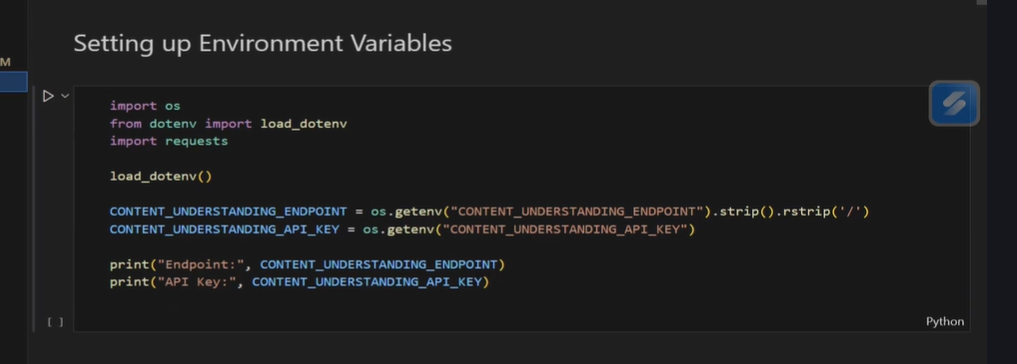 Setting up Environment Variables
M
import os
from dotenv import load_dotenv
import requests
load_dotenv()
CONTENT_UNDERSTANDING_ENDPOINT = os.getenv("CONTENT_UNDERSTANDING_ENDPOINT").strip().rstrip('/')
CONTENT_UNDERSTANDING_API_KEY = os.getenv("CONTENT_UNDERSTANDING_API_KEY")
print("Endpoint:", CONTENT_UNDERSTANDING_ENDPOINT)
print("API Key:", CONTENT_UNDERSTANDING_API_KEY)
[ ]
Python